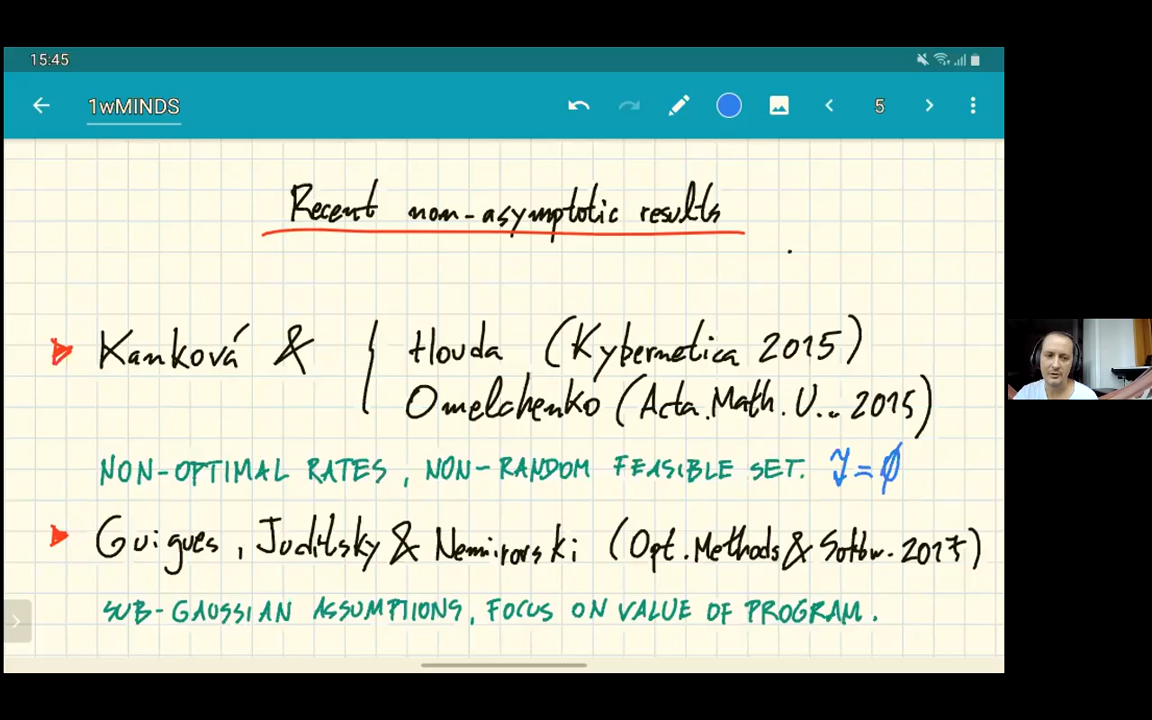 15:45
1wMINDS
5
Recent non-asymptotic results
Kanková & { Houda (Kybernetica 2015)
Omelchenko (Acta.Math.U.. 2015)
NON-OPTIMAL RATES, NON-RANDOM FEASIBLE SET. Y=∅
Guigues, Juditsky & Nemirovski (Opt.Methods & Softw. 2017)
SUB-GAUSSIAN ASSUMPTIONS, FOCUS ON VALUE OF PROGRAM.